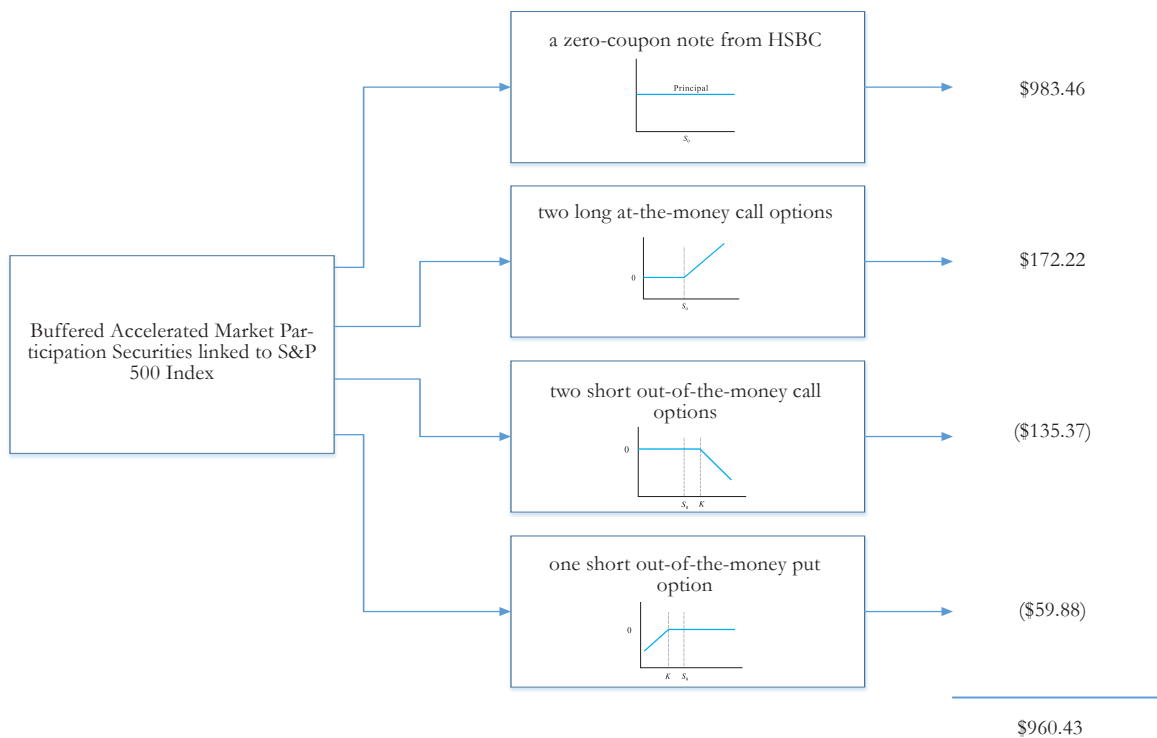 a zero-coupon note from HSBC
Principal
S₀
$983.46
two long at-the-money call options
0
S₀
$172.22
Buffered Accelerated Market Par-
ticipation Securities linked to S&P
500 Index
two short out-of-the-money call
options
0
S₀ K
($135.37)
one short out-of-the-money put
option
0
K S₀
($59.88)
$960.43